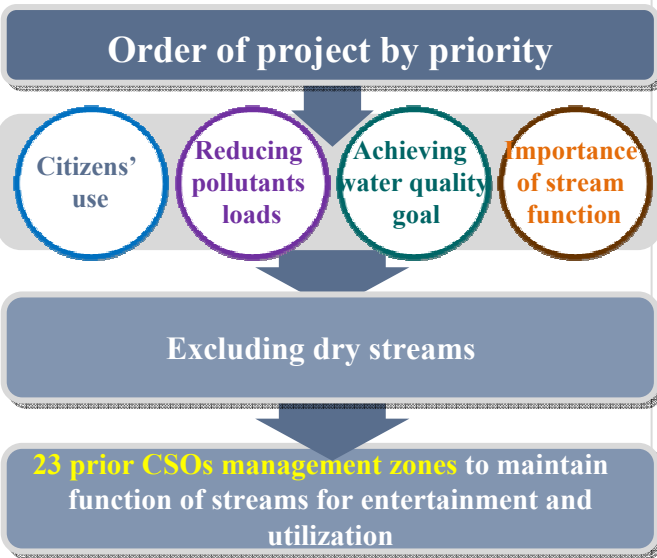 Order of project by priority
Citizens'
use
Reducing
pollutants
loads
Achieving
water quality
goal
Importance
of stream
function
Excluding dry streams
23 prior CSOs management zones to maintain
function of streams for entertainment and
utilization